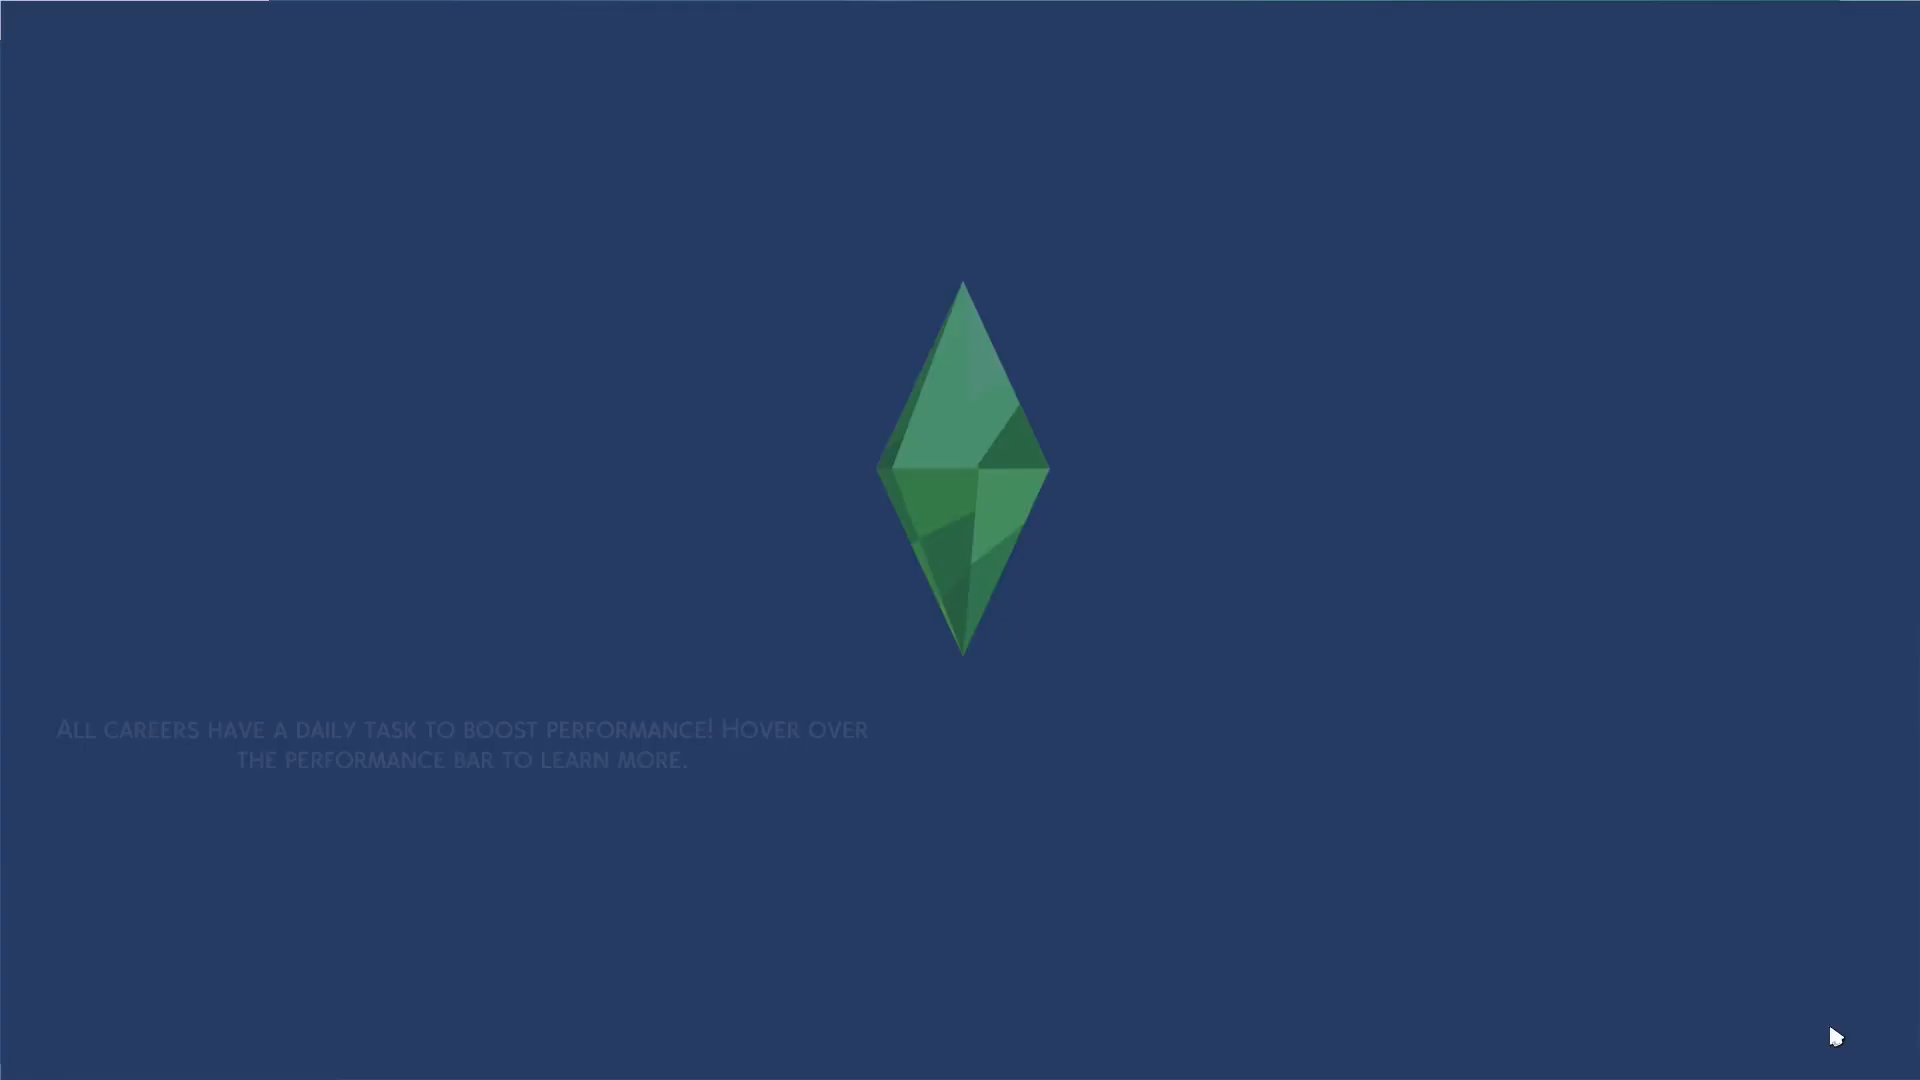 All careers have a daily task to boost performance! Hover over
the performance bar to learn more.